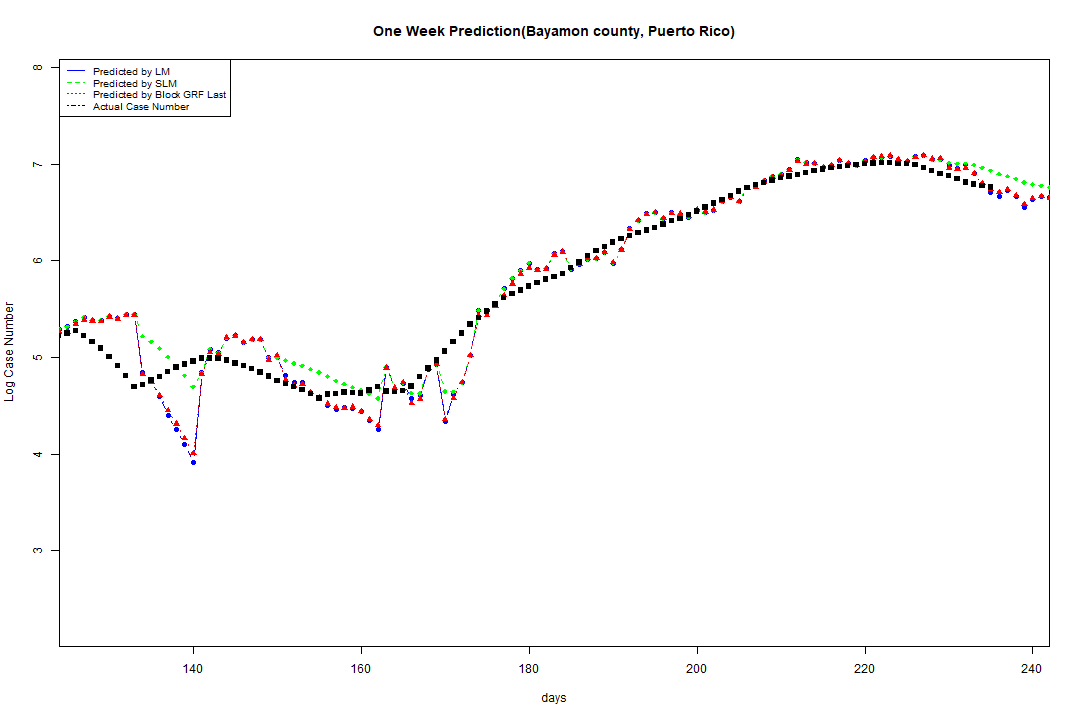 One Week Prediction(Bayamon county, Puerto Rico)
Predicted by LM
Predicted by SLM
Predicted by Block GRF Last
Actual Case Number
8
7
6
5
4
3
Log Case Number
140 160 180 200 220 240
days